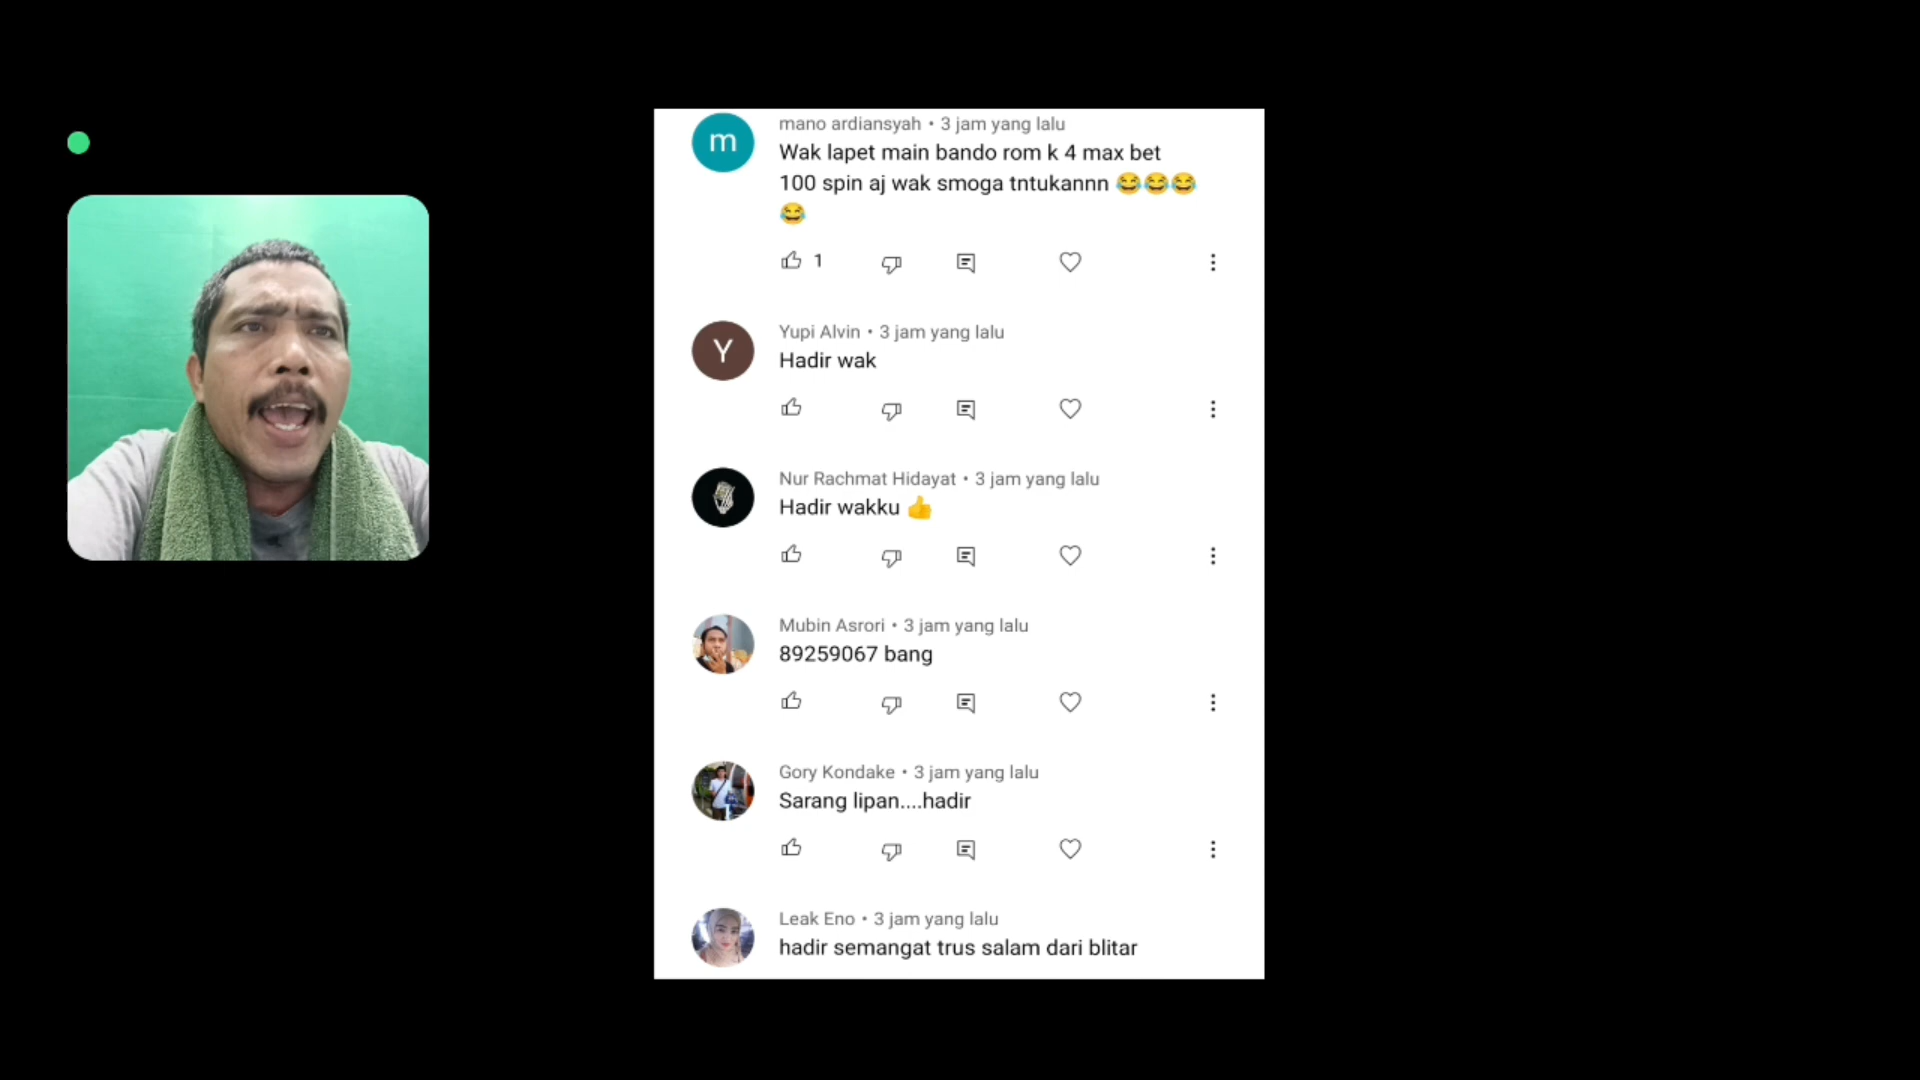 mano ardiansyah • 3 jam yang lalu
Wak lapet main bando rom k 4 max bet
100 spin aj wak smoga tntukannn 😂😂😂
😂
1
Yupi Alvin • 3 jam yang lalu
Hadir wak
Nur Rachmat Hidayat • 3 jam yang lalu
Hadir wakku 👍
Mubin Asrori • 3 jam yang lalu
89259067 bang
Gory Kondake • 3 jam yang lalu
Sarang lipan....hadir
Leak Eno • 3 jam yang lalu
hadir semangat trus salam dari blitar
m
Y